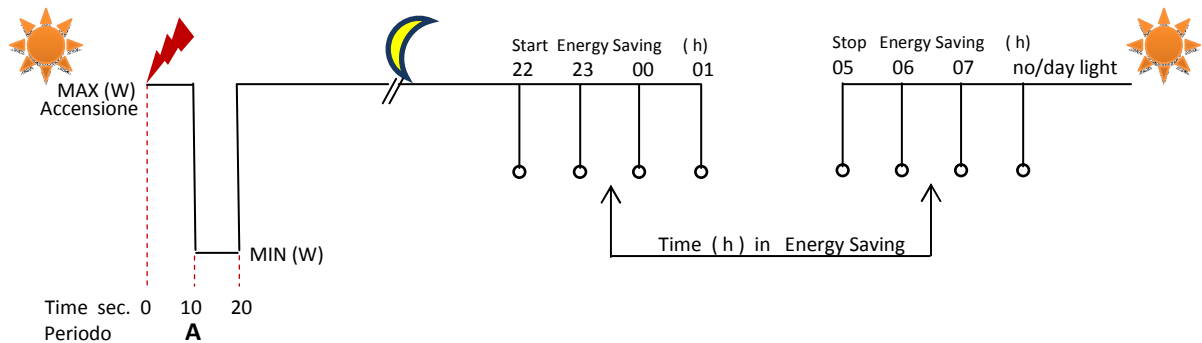 Start Energy Saving (h)
22 23 00 01
Stop Energy Saving (h)
05 06 07 no/day light
MAX (W)
Accensione
Time (h) in Energy Saving
MIN (W)
Time sec. 0 10 20
Periodo A